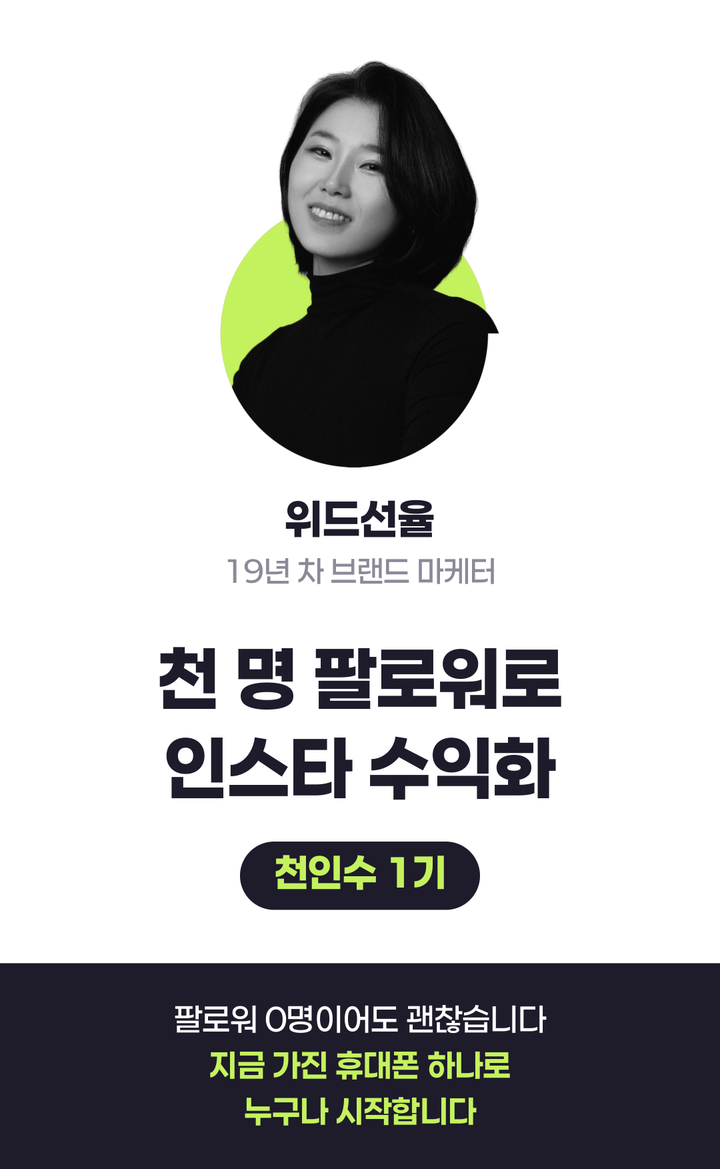 위드선율
19년 차 브랜드 마케터
천 명 팔로워로
인스타 수익화
천인수 1기
팔로워 0명이어도 괜찮습니다
지금 가진 휴대폰 하나로
누구나 시작합니다